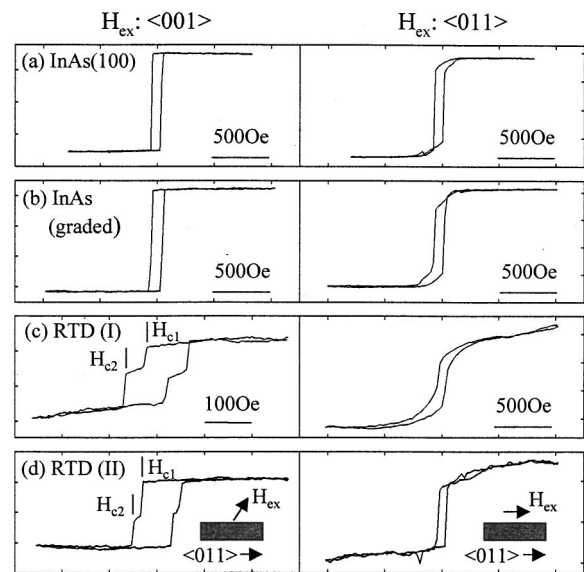 H_ex: <001>
H_ex: <011>
(a) InAs(100)
500Oe
500Oe
(b) InAs
(graded)
500Oe
500Oe
(c) RTD (I)
H_c1
H_c2
100Oe
500Oe
(d) RTD (II)
H_c1
H_c2
H_ex
<011>
H_ex
<011>